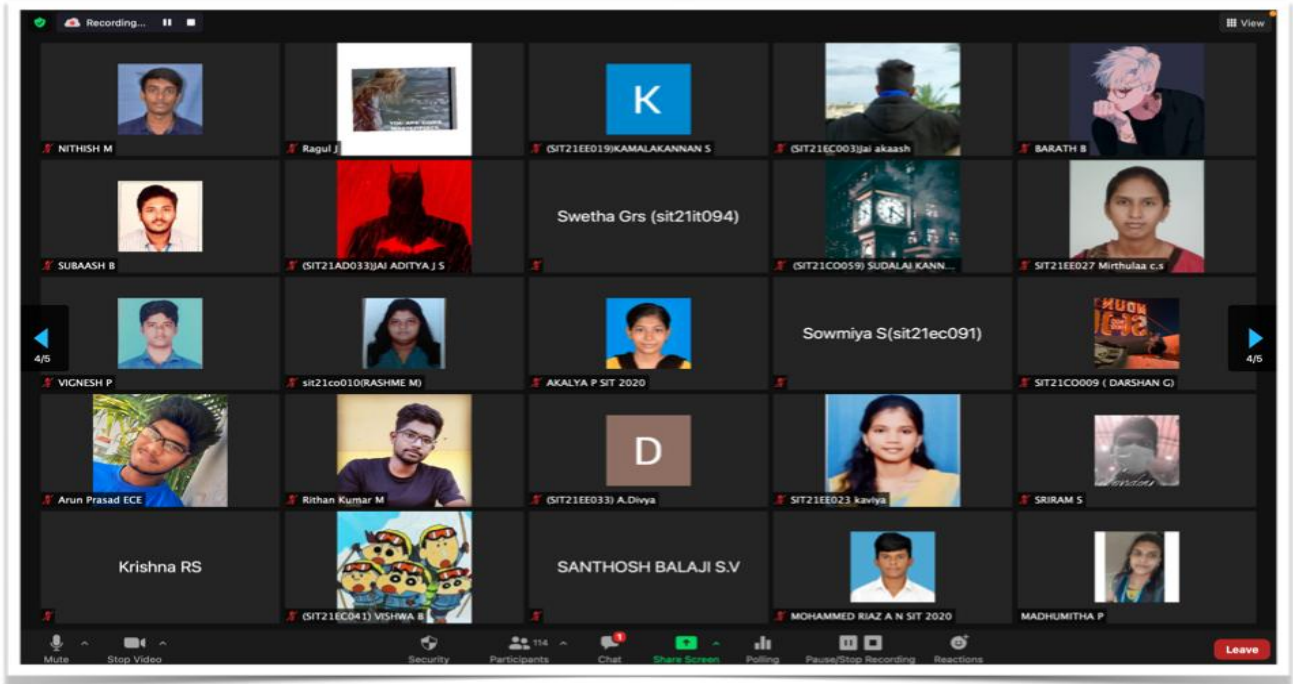 Recording...
View
NITHISH M
Ragul J
K
(SIT21EE019)KAMALAKANNAN S
(SIT21EC003)Jai akaash
BARATH B
SUBAASH B
(SIT21AD033)JAI ADITYA J S
Swetha Grs (sit21it094)
(SIT21CO059) SUDALAI KANN...
SIT21EE027 Mirthulaa c.s
4/5
VIGNESH P
sit21co010(RASHME M)
AKALYA P SIT 2020
Sowmiya S(sit21ec091)
SIT21CO009 ( DARSHAN G)
4/5
Arun Prasad ECE
Rithan Kumar M
D
(SIT21EE033) A.Divya
SIT21EE023 kaviya
SRIRAM S
Krishna RS
(SIT21EC041) VISHWA B
SANTHOSH BALAJI S.V
MOHAMMED RIAZ A N SIT 2020
MADHUMITHA P
Mute
Stop Video
Security
114
Participants
1
Chat
Share Screen
Polling
Pause/Stop Recording
Reactions
Leave